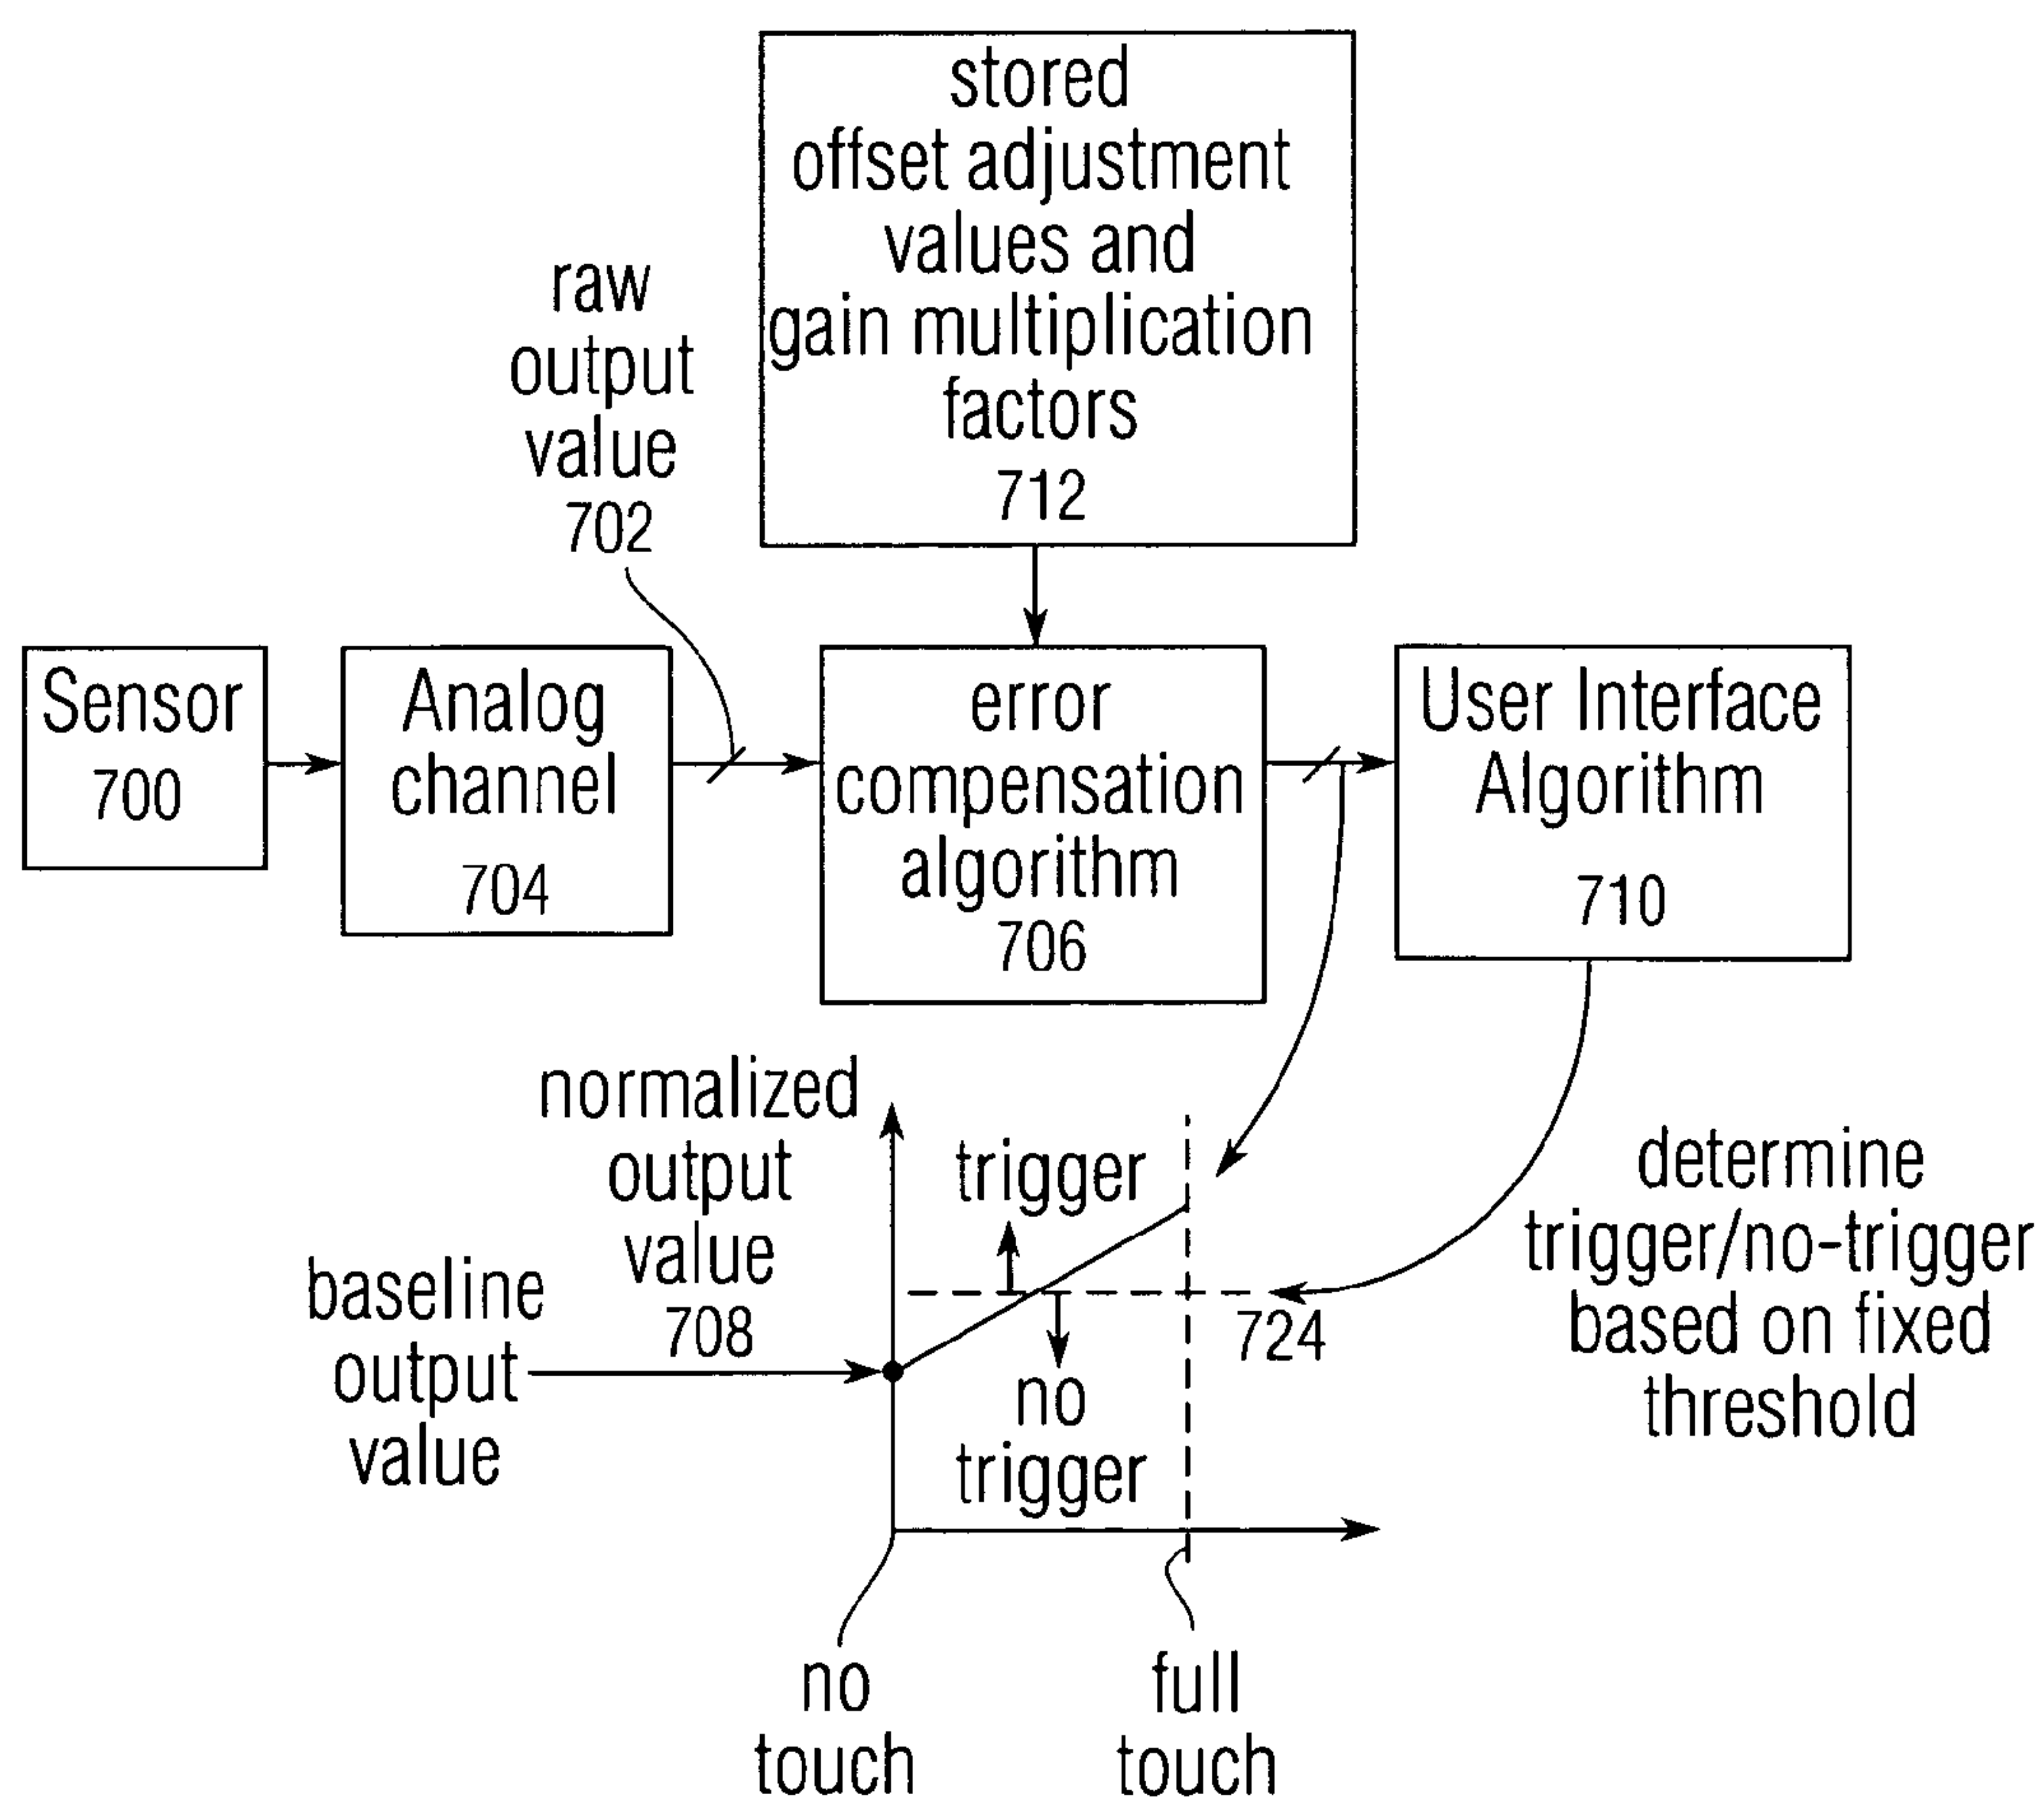 stored
offset adjustment
values and
gain multiplication
factors
712
raw
output
value
702
Sensor
700
Analog
channel
704
error
compensation
algorithm
706
User Interface
Algorithm
710
normalized
output
value
708
trigger
no
trigger
baseline
output
value
724
determine
trigger/no-trigger
based on fixed
threshold
no
touch
full
touch